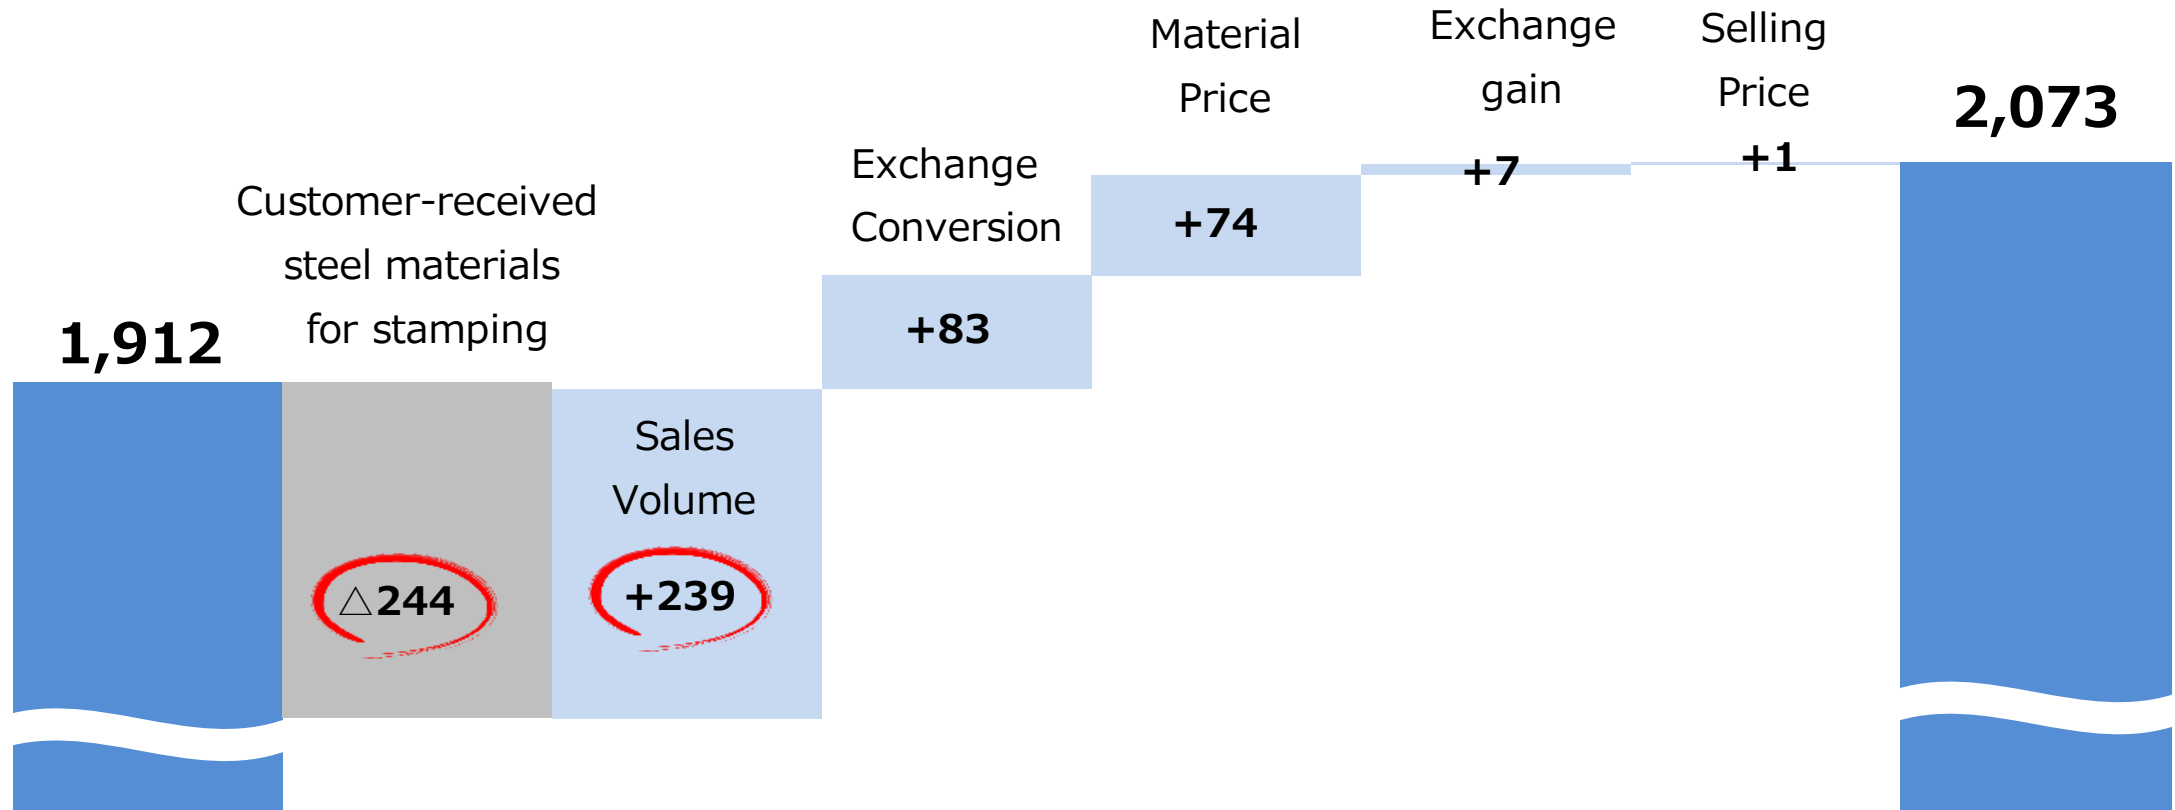 1,912
Customer-received
steel materials
for stamping
△244
Sales
Volume
+239
Exchange
Conversion
+83
Material
Price
+74
Exchange
gain
+7
Selling
Price
+1
2,073